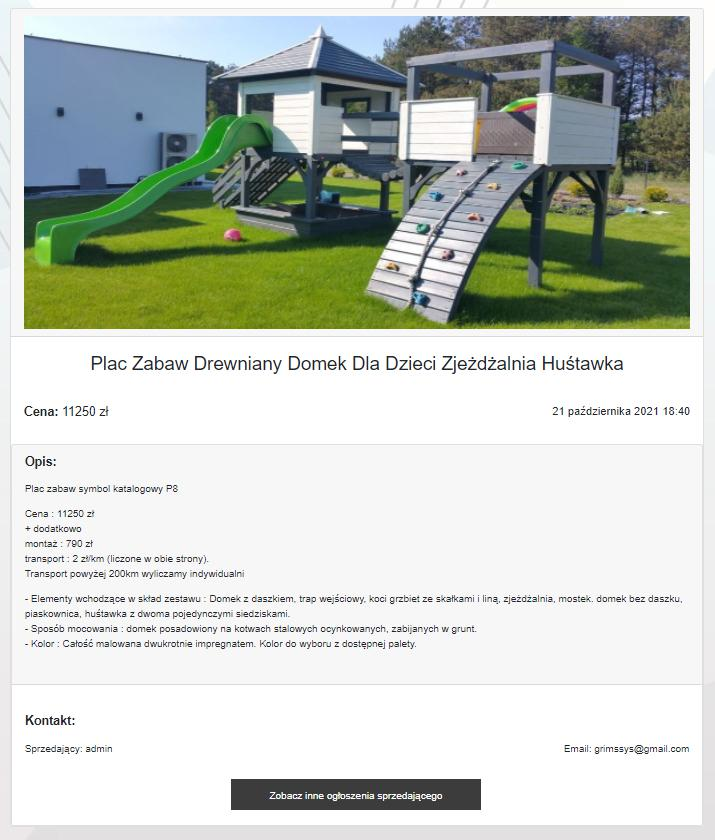 Plac Zabaw Drewniany Domek Dla Dzieci Zjeżdżalnia Huśtawka
Cena: 11250 zł
21 października 2021 18:40
Opis:
Plac zabaw symbol katalogowy P8
Cena : 11250 zł
+ dodatkowo
montaż : 790 zł
transport : 2 zł/km (liczone w obie strony).
Transport powyżej 200km wyliczamy indywidualni
- Elementy wchodzące w skład zestawu : Domek z daszkiem, trap wejściowy, koci grzbiet ze skałkami i liną, zjeżdżalnia, mostek. domek bez daszku,
piaskownica, huśtawka z dwoma pojedynczymi siedziskami.
- Sposób mocowania : domek posadowiony na kotwach stalowych ocynkowanych, zabijanych w grunt.
- Kolor : Całość malowana dwukrotnie impregnatem. Kolor do wyboru z dostępnej palety.
Kontakt:
Sprzedający: admin
Email: grimssys@gmail.com
Zobacz inne ogłoszenia sprzedającego